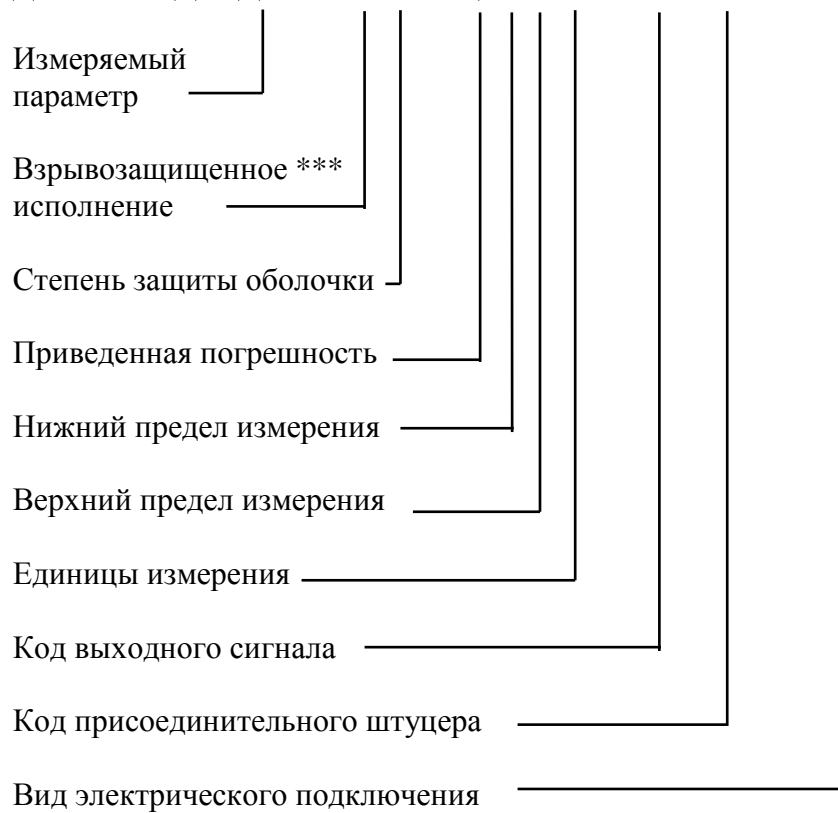 Измеряемый
параметр
Взрывозащищенное ***
исполнение
Степень защиты оболочки
Приведенная погрешность
Нижний предел измерения
Верхний предел измерения
Единицы измерения
Код выходного сигнала
Код присоединительного штуцера
Вид электрического подключения